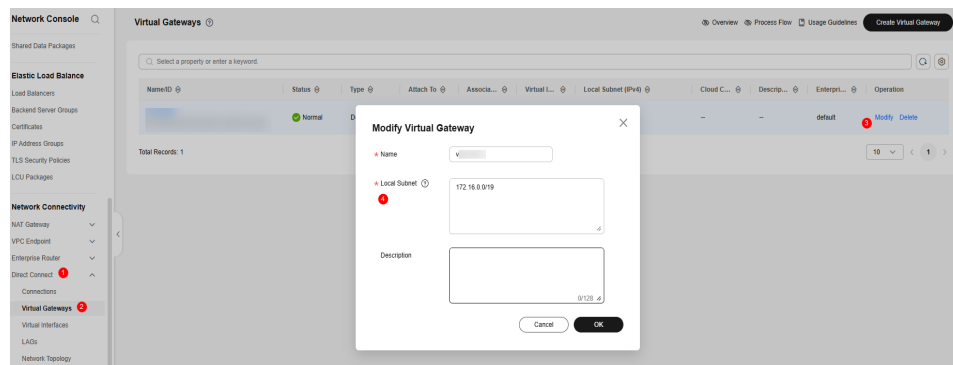 Network Console
Virtual Gateways
Overview Process Flow Usage Guidelines Create Virtual Gateway
Shared Data Packages
Select a property or enter a keyword.
Elastic Load Balance
Load Balancers
Backend Server Groups
Certificates
IP Address Groups
TLS Security Policies
LCU Packages
Name/ID Status Type Attach To Associa... Virtual I... Local Subnet (IPv4) Cloud C... Descrip... Enterpri... Operation
Normal D -- -- default 3 Modify Delete
Total Records: 1 10 1
Modify Virtual Gateway
* Name v
* Local Subnet 172.16.0.0/19
4
Description
0/128
Cancel OK
Network Connectivity
NAT Gateway
VPC Endpoint
Enterprise Router
Direct Connect 1
Connections
Virtual Gateways 2
Virtual Interfaces
LAGs
Network Topology